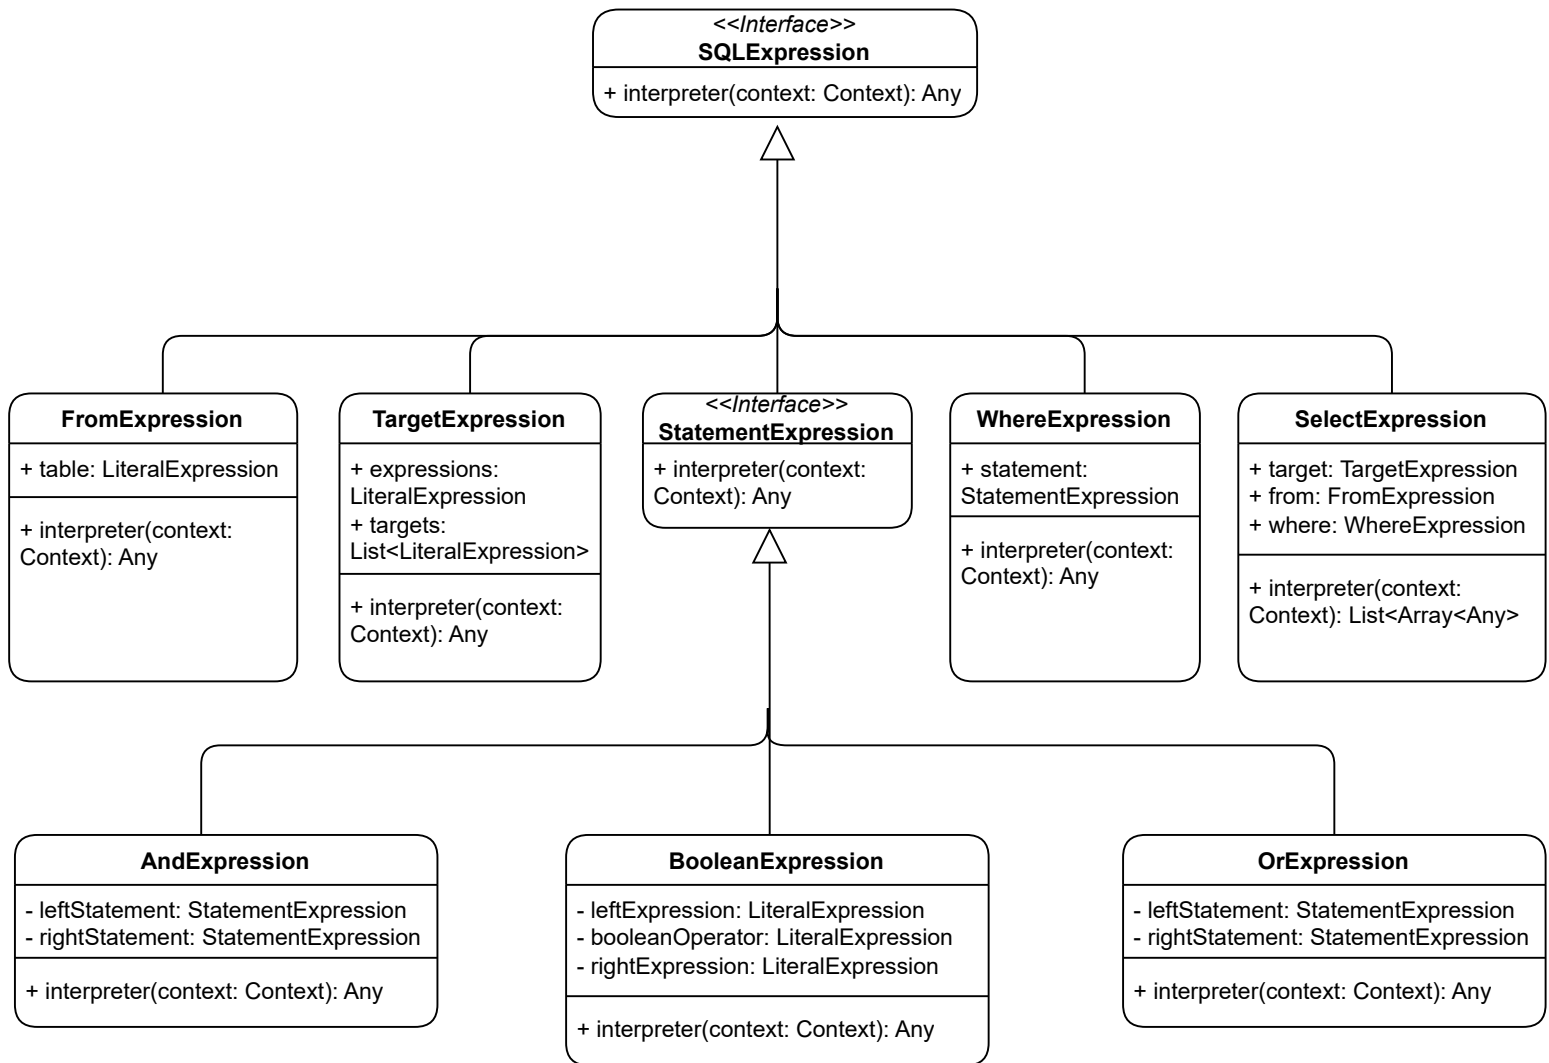 <<Interface>>
SQLExpression
+ interpreter(context: Context): Any
FromExpression
+ table: LiteralExpression
+ interpreter(context:
Context): Any
TargetExpression
+ expressions:
LiteralExpression
+ targets:
List<LiteralExpression>
+ interpreter(context:
Context): Any
<<Interface>>
StatementExpression
+ interpreter(context:
Context): Any
WhereExpression
+ statement:
StatementExpression
+ interpreter(context:
Context): Any
SelectExpression
+ target: TargetExpression
+ from: FromExpression
+ where: WhereExpression
+ interpreter(context:
Context): List<Array<Any>
AndExpression
- leftStatement: StatementExpression
- rightStatement: StatementExpression
+ interpreter(context: Context): Any
BooleanExpression
- leftExpression: LiteralExpression
- booleanOperator: LiteralExpression
- rightExpression: LiteralExpression
+ interpreter(context: Context): Any
OrExpression
- leftStatement: StatementExpression
- rightStatement: StatementExpression
+ interpreter(context: Context): Any